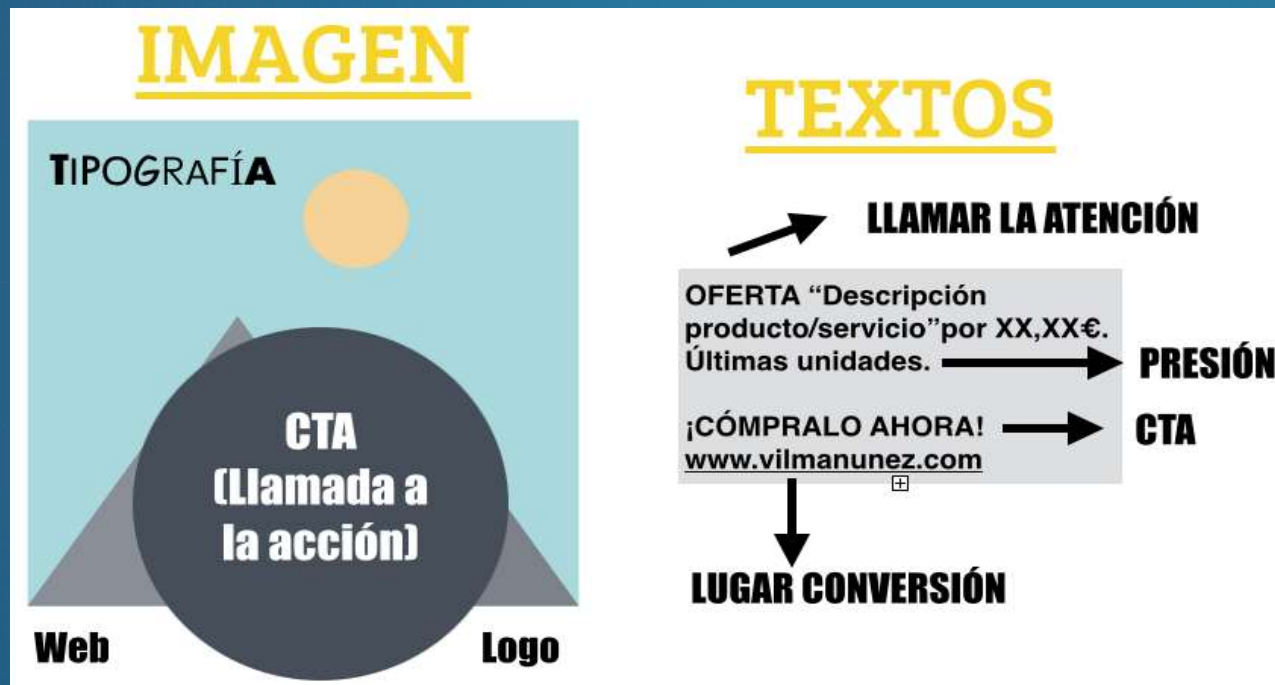 IMAGEN
TIPOGRAFÍA
CTA
(Llamada a
la acción)
Web
Logo
TEXTOS
LLAMAR LA ATENCIÓN
OFERTA “Descripción
producto/servicio”por XX,XX€.
Últimas unidades.
PRESIÓN
¡CÓMPRALO AHORA!
CTA
www.vilmanunez.com
LUGAR CONVERSIÓN